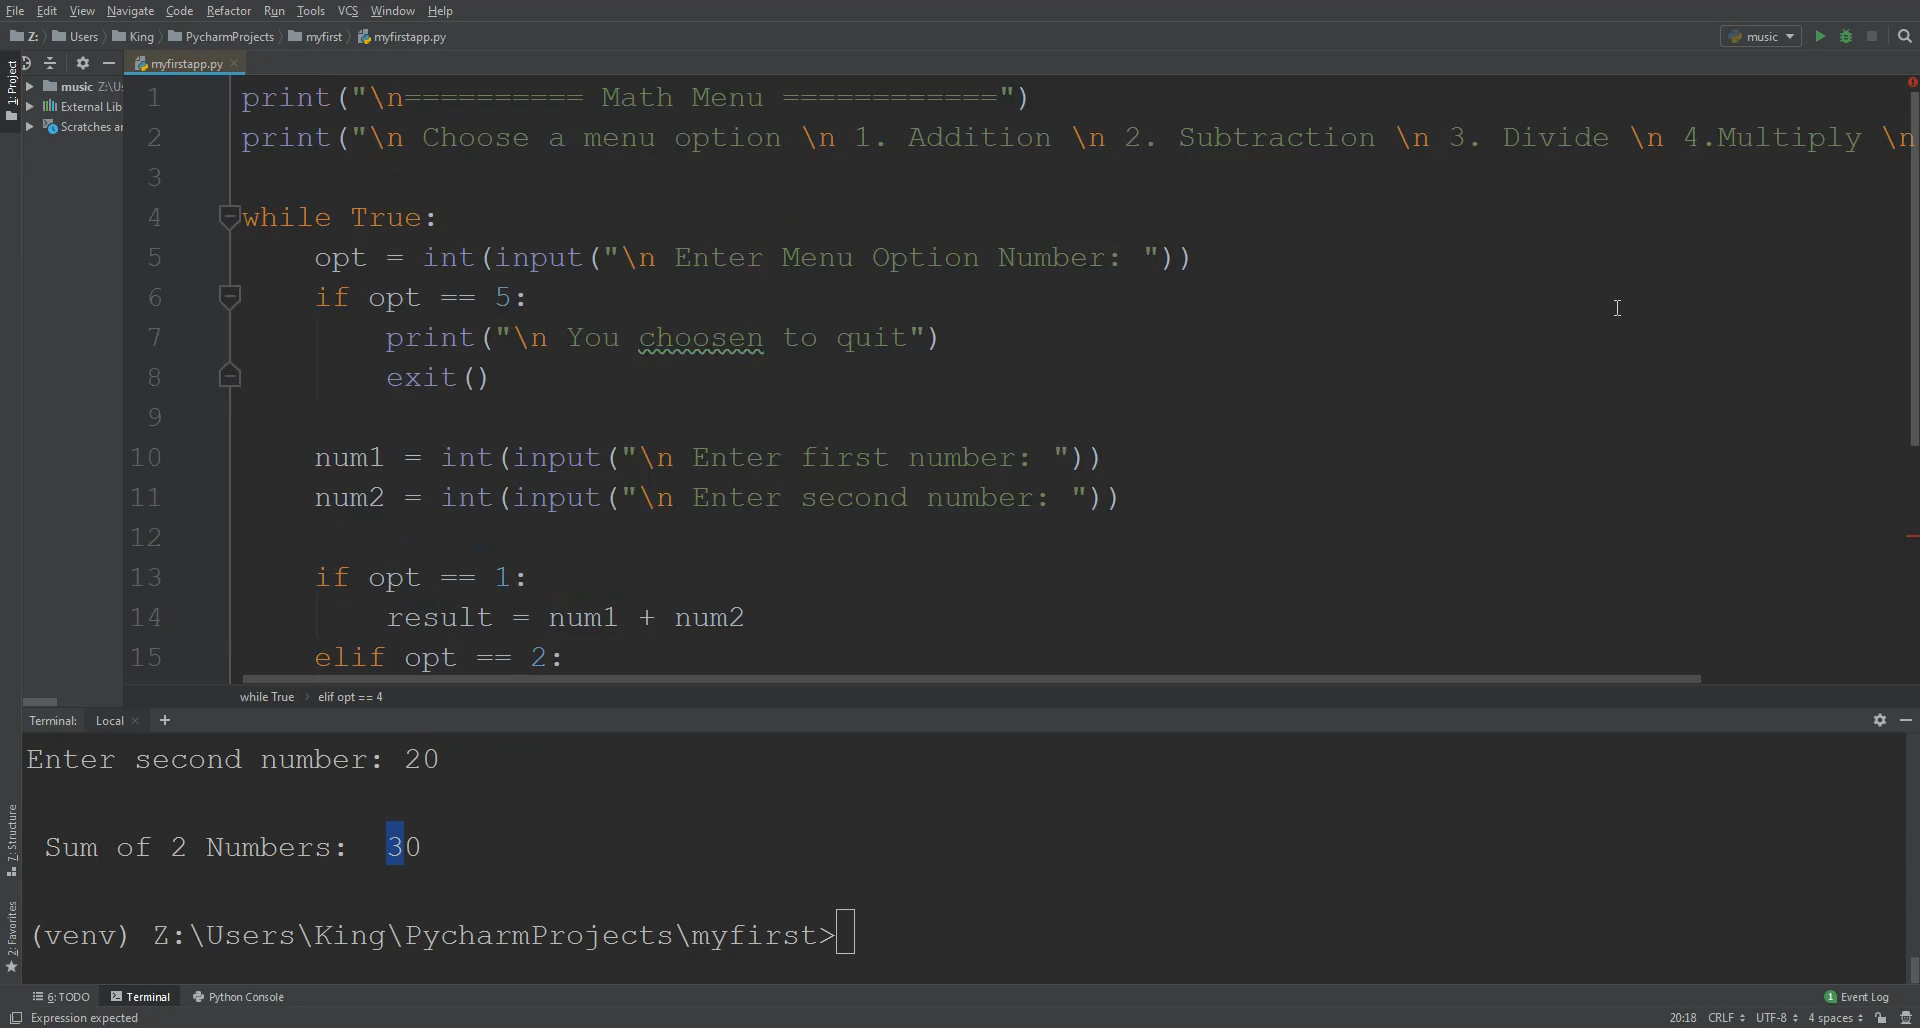 File Edit View Navigate Code Refactor Run Tools VCS Window Help
Z: Users King PycharmProjects myfirst myfirstapp.py music
1: Project
myfirstapp.py
music Z:\U
External Lib
Scratches a
1 print("\n========== Math Menu ============")
2 print("\n Choose a menu option \n 1. Addition \n 2. Subtraction \n 3. Divide \n 4.Multiply \n
3
4 while True:
5 opt = int(input("\n Enter Menu Option Number: "))
6 if opt == 5:
7 print("\n You choosen to quit")
8 exit()
9
10 num1 = int(input("\n Enter first number: "))
11 num2 = int(input("\n Enter second number: "))
12
13 if opt == 1:
14 result = num1 + num2
15 elif opt == 2:
while True elif opt == 4
Terminal: Local +
Enter second number: 20
Sum of 2 Numbers:  30
(venv) Z:\Users\King\PycharmProjects\myfirst>
Z: Structure
2: Favorites
6: TODO Terminal Python Console 1 Event Log
Expression expected 20:18 CRLF UTF-8 4 spaces